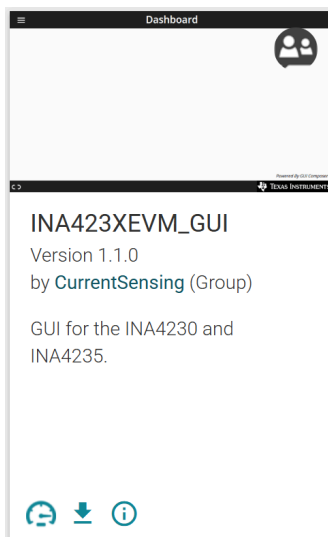 Dashboard
Powered By GUI Composer
TEXAS INSTRUMENTS
INA423XEVM_GUI
Version 1.1.0
by CurrentSensing (Group)
GUI for the INA4230 and
INA4235.